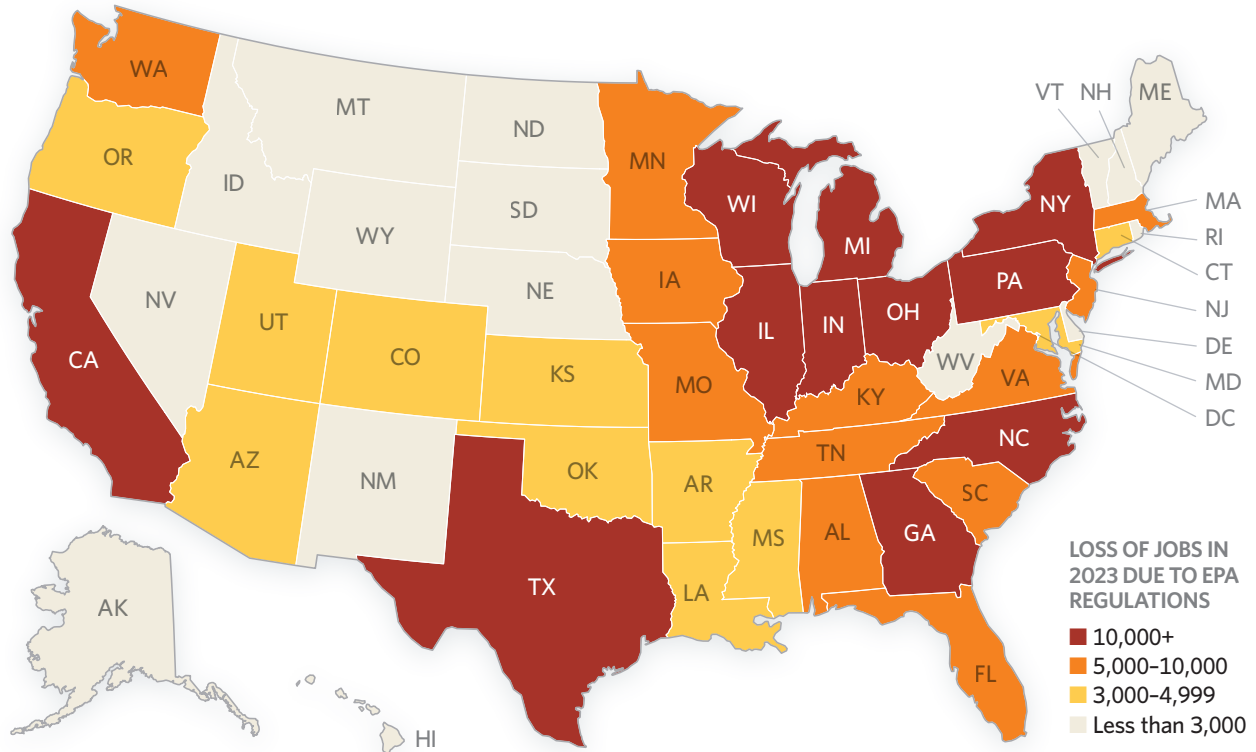 WA
MT
ND
MN
VT NH ME
OR
ID
SD
WI
NY
MA
WY
MI
RI
IA
PA
CT
NE
NV
NJ
UT
IL
IN
OH
DE
CA
CO
KS
MO
WV
VA
MD
KY
DC
AZ
OK
TN
NC
NM
AR
SC
MS
AL
GA
TX
LA
AK
FL
HI
LOSS OF JOBS IN
2023 DUE TO EPA
REGULATIONS
10,000+
5,000–10,000
3,000–4,999
Less than 3,000